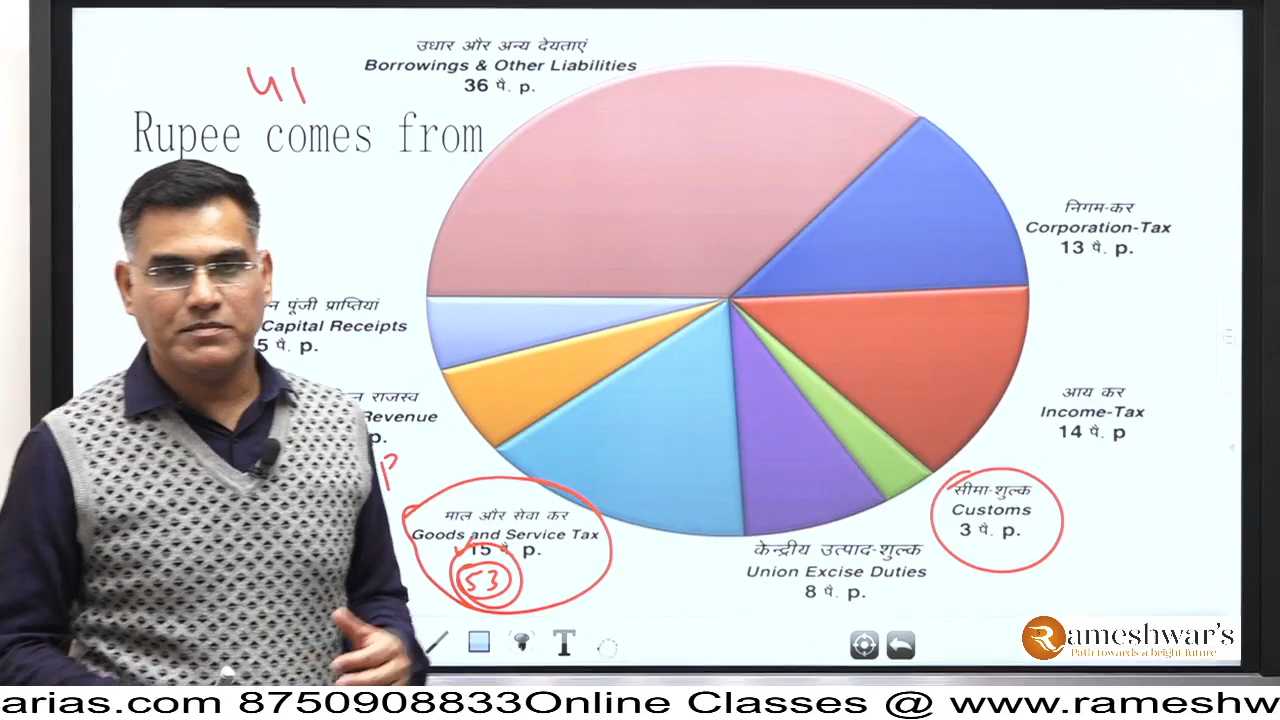 उधार और अन्य देयताएं
Borrowings & Other Liabilities
36 पै. p.
41
Rupee comes from
निगम-कर
Corporation-Tax
13 पै. p.
पूंजी प्राप्तियां
Capital Receipts
5 पै. p.
राजस्व
Revenue
p.
P
आय कर
Income-Tax
14 पै. p
सीमा-शुल्क
Customs
3 पै. p.
माल और सेवा कर
Goods and Service Tax
15 पै. p.
53
केन्द्रीय उत्पाद-शुल्क
Union Excise Duties
8 पै. p.
T
Rameshwar's
Path towards a bright future
arias.com 8750908833Online Classes @ www.rameshw